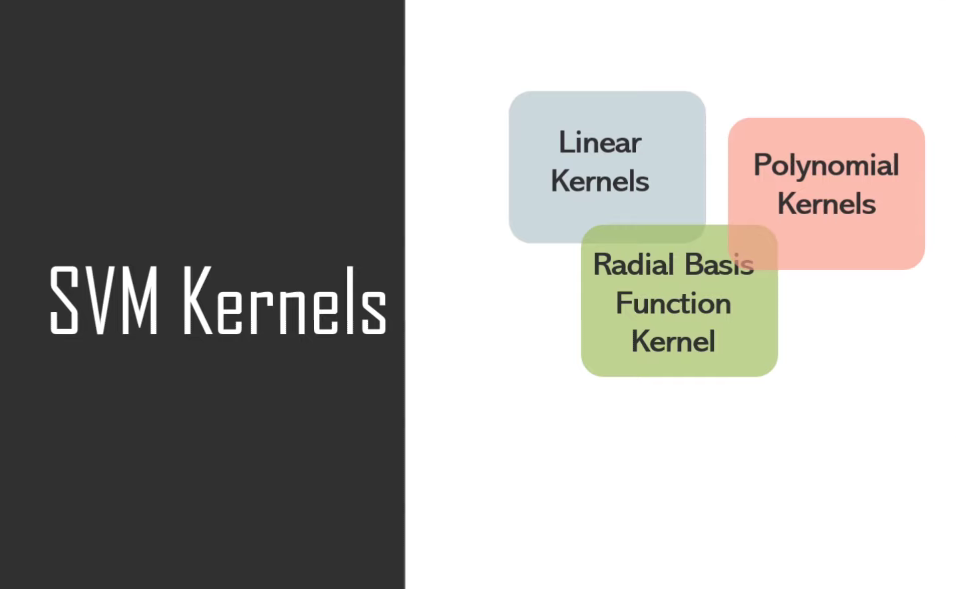 SVM Kernels
Linear
Kernels
Polynomial
Kernels
Radial Basis
Function
Kernel